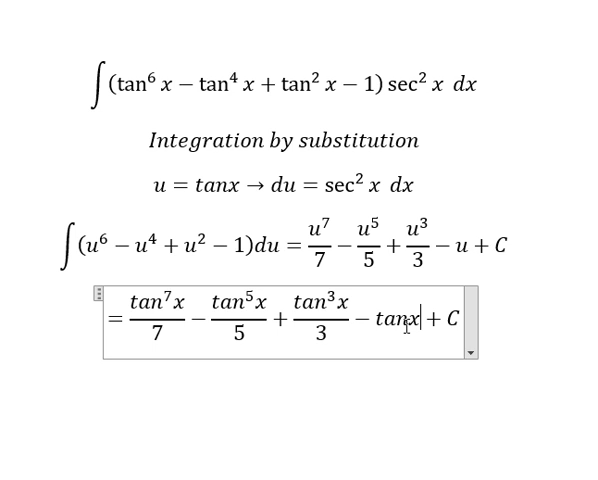 ∫(tan⁶ x − tan⁴ x + tan² x − 1) sec² x dx
Integration by substitution
u = tanx → du = sec² x dx
∫(u⁶ − u⁴ + u² − 1)du = u⁷/7 − u⁵/5 + u³/3 − u + C
= tan⁷x/7 − tan⁵x/5 + tan³x/3 − tanx + C